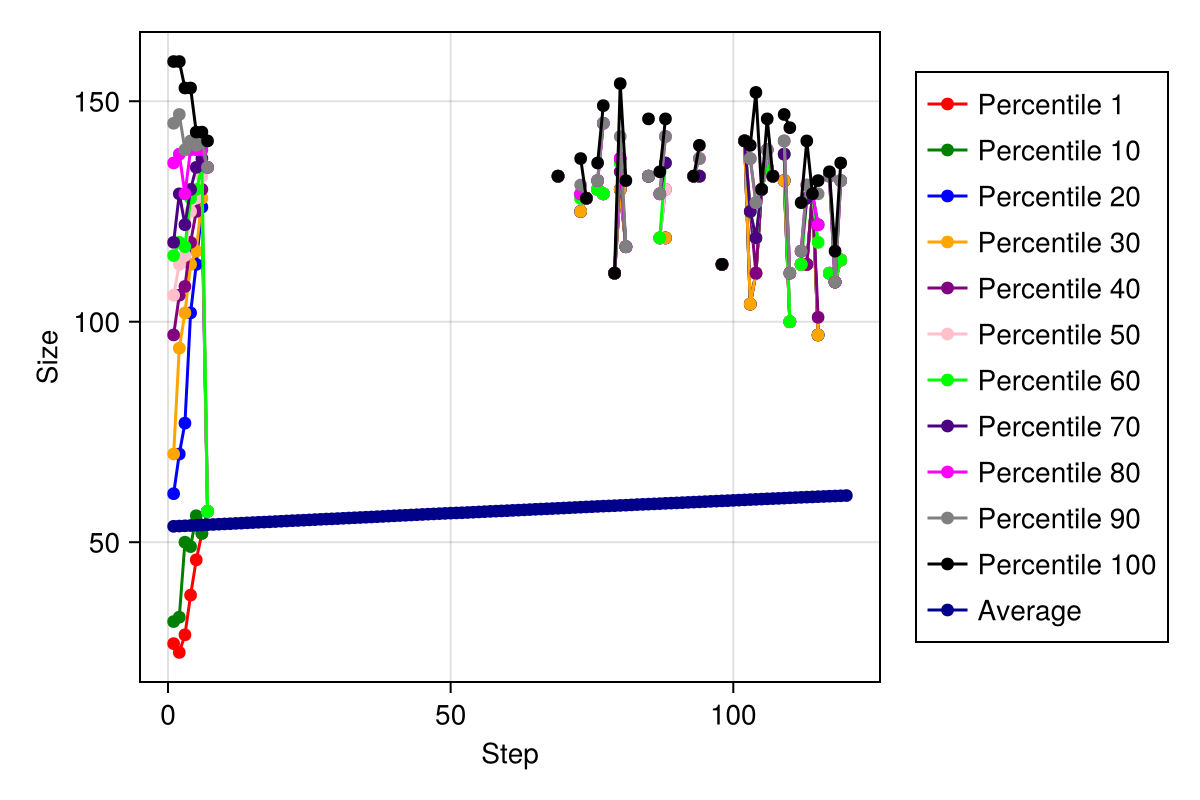 150
100
50
Size
0
50
100
Step
Percentile 1
Percentile 10
Percentile 20
Percentile 30
Percentile 40
Percentile 50
Percentile 60
Percentile 70
Percentile 80
Percentile 90
Percentile 100
Average